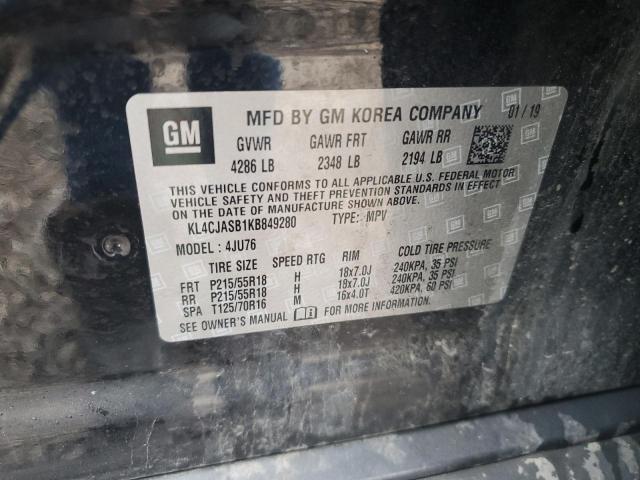 GM
MFD BY GM KOREA COMPANY 01/19
GVWR GAWR FRT GAWR RR
4286 LB 2348 LB 2194 LB
THIS VEHICLE CONFORMS TO ALL APPLICABLE U.S. FEDERAL MOTOR
VEHICLE SAFETY AND THEFT PREVENTION STANDARDS IN EFFECT
ON THE DATE OF MANUFACTURE SHOWN ABOVE.
KL4CJASB1KB849280 TYPE: MPV
MODEL : 4JU76
TIRE SIZE SPEED RTG RIM COLD TIRE PRESSURE
FRT P215/55R18 H 18x7.0J 240KPA, 35 PSI
RR P215/55R18 H 18x7.0J 240KPA, 35 PSI
SPA T125/70R16 M 16x4.0T 420KPA, 60 PSI
SEE OWNER'S MANUAL FOR MORE INFORMATION.